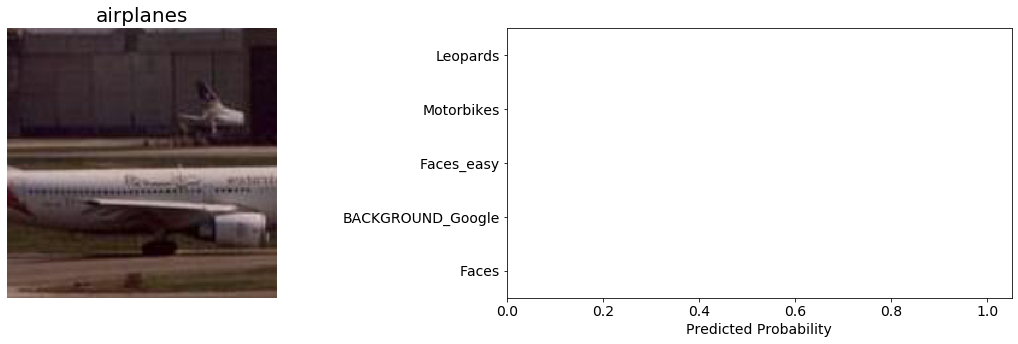 airplanes
Leopards
Motorbikes
Faces_easy
BACKGROUND_Google
Faces
0.0 0.2 0.4 0.6 0.8 1.0
Predicted Probability